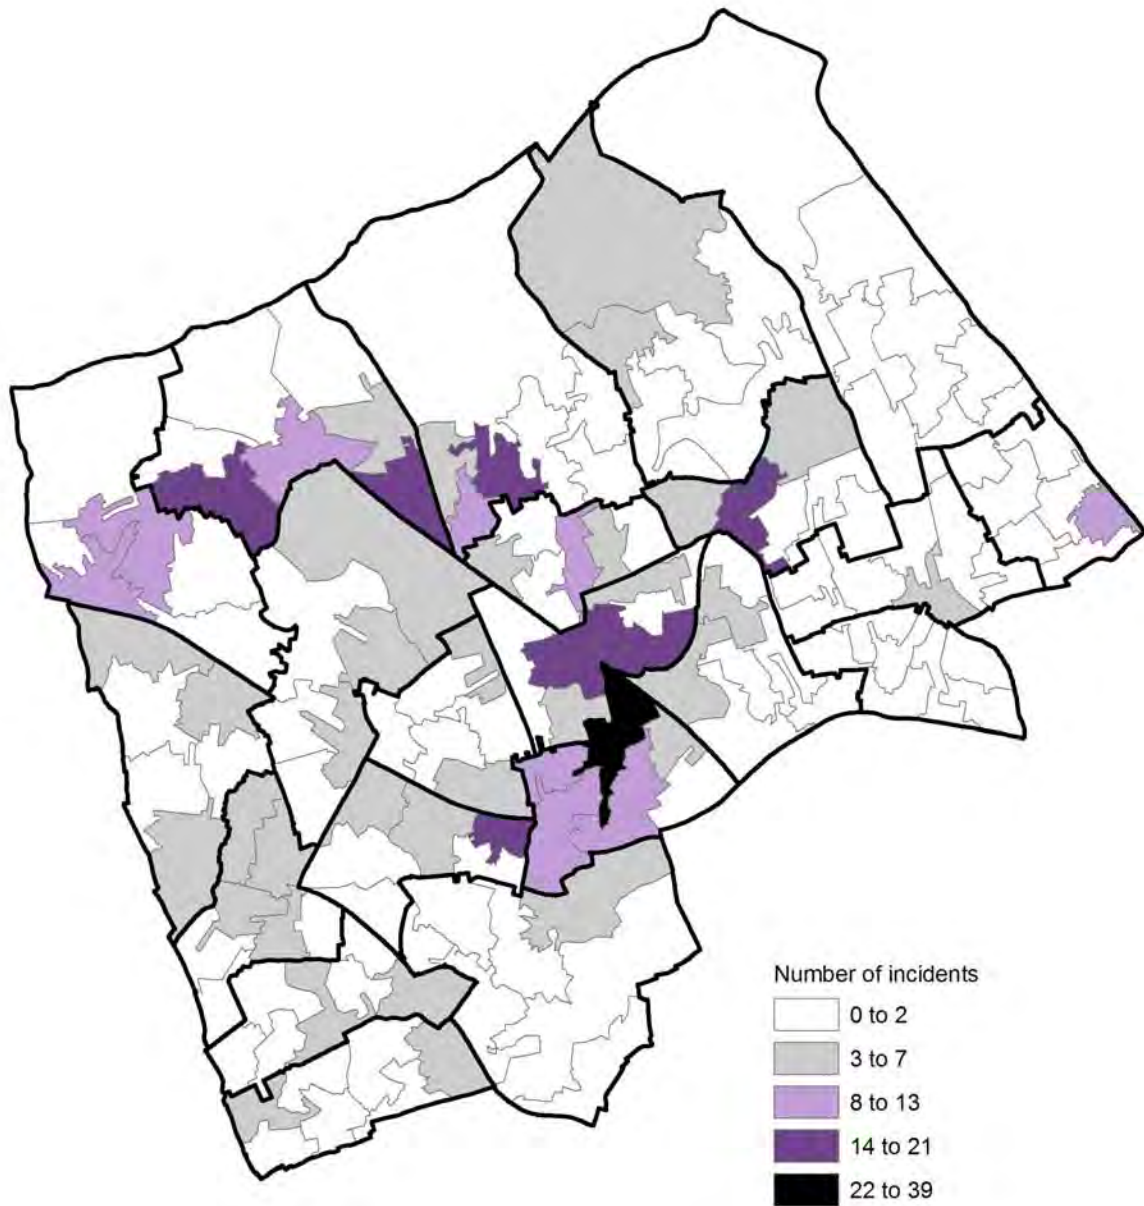 Number of incidents
0 to 2
3 to 7
8 to 13
14 to 21
22 to 39